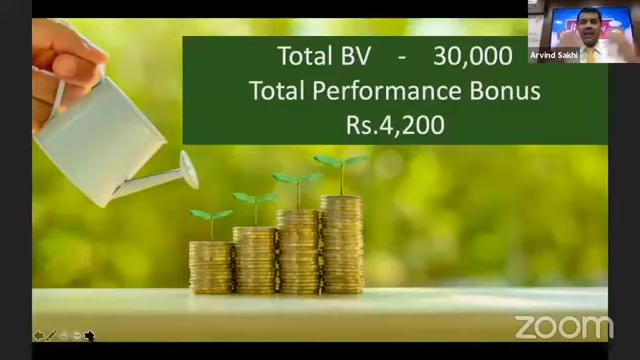 Total BV - 30,000
Total Performance Bonus
Rs.4,200
Arvind Sakhi
zoom